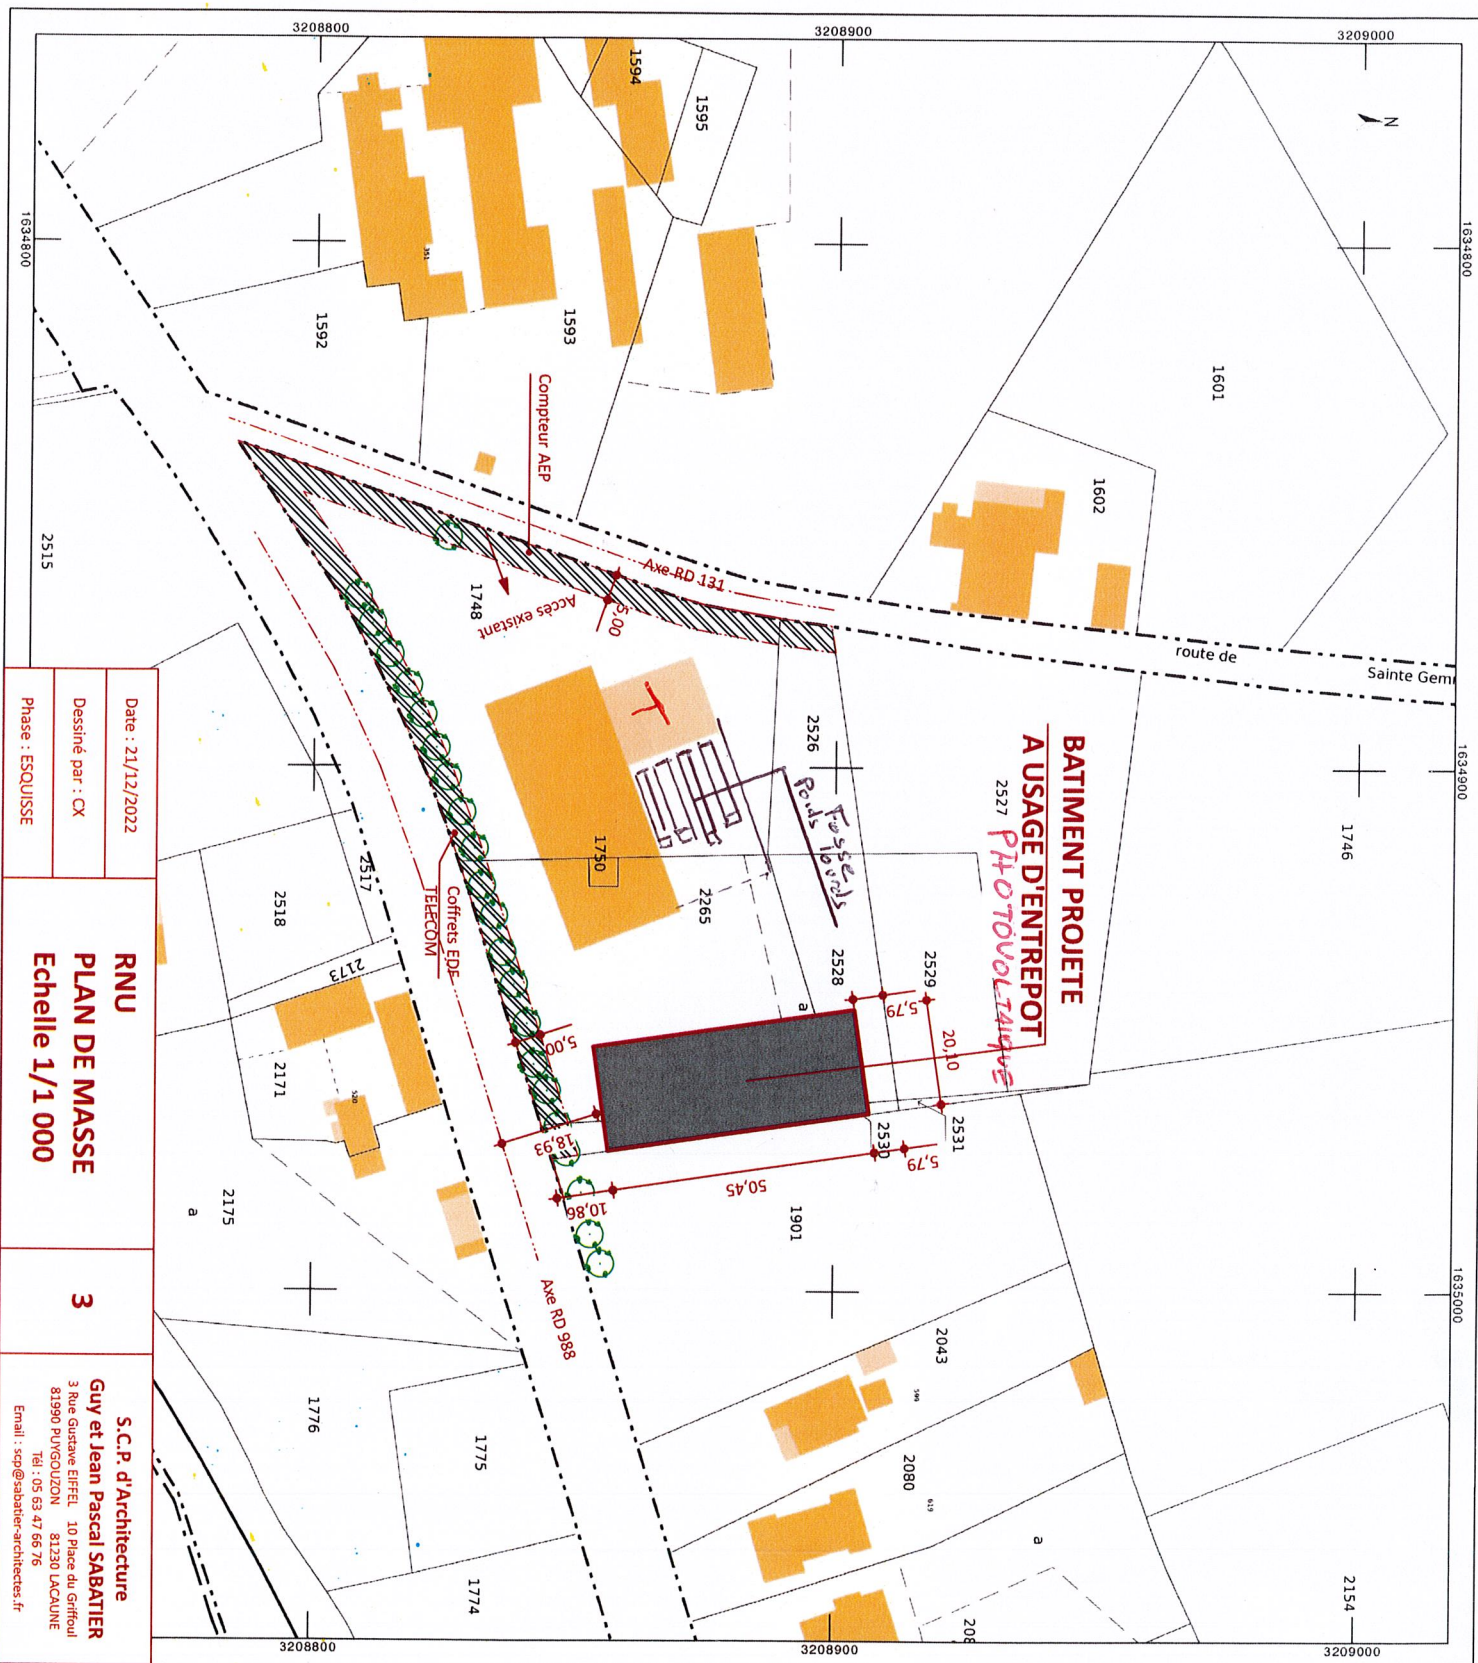 3208800
3208900
3209000
1634800
1634800
1634900
1635000
3208800
3208900
3209000
N
1594
1595
351
1592
1593
1601
1602
Compteur AEP
Axe RD 131
5,00
Accès existant
1748
route de
Sainte Gem
2515
2526
Fosse
Poids lourds
BATIMENT PROJETE
A USAGE D'ENTREPOT
PHOTOVOLTAIQUE
2527
1746
1750
2265
2528
2529
a
5,79
20,10
2531
2530
5,79
Coffrets EDF
TELECOM
5,00
18,93
10,86
50,45
1901
Axe RD 988
2517
2518
2173
2171
520
2175
a
1776
1775
1774
2043
599
2080
619
a
208
2154
Date : 21/12/2022
Dessiné par : CX
Phase : ESQUISSE
RNU
PLAN DE MASSE
Echelle 1/1 000
3
S.C.P. d'Architecture
Guy et Jean Pascal SABATIER
3 Rue Gustave EIFFEL 10 Place du Griffoul
81990 PUYGOUZON 81230 LACAUNE
Tél : 05 63 47 66 76
Email : scp@sabatier-architectes.fr